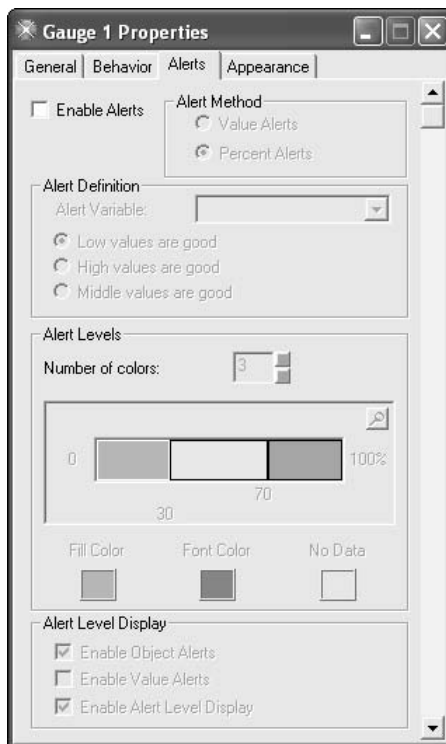 Gauge 1 Properties
General Behavior Alerts Appearance
Enable Alerts
Alert Method
Value Alerts
Percent Alerts
Alert Definition
Alert Variable:
Low values are good
High values are good
Middle values are good
Alert Levels
Number of colors: 3
0 100%
70
30
Fill Color Font Color No Data
Alert Level Display
Enable Object Alerts
Enable Value Alerts
Enable Alert Level Display